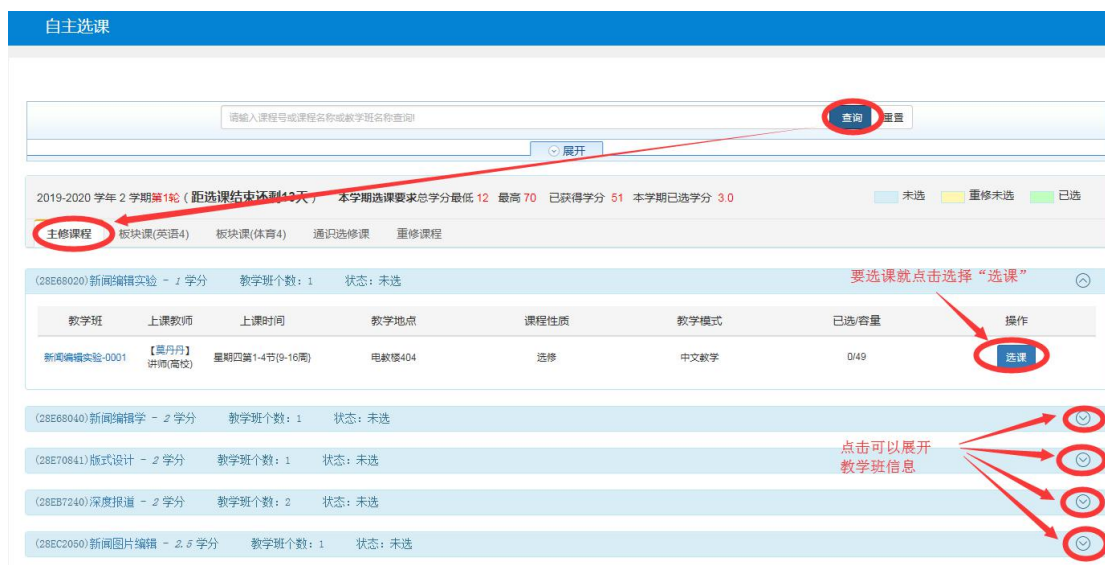 自主选课
请输入课程号或课程名称或教学班名称查询! 查询 重置
展开
2019-2020 学年 2 学期第1轮（距选课结束还剩13天） 本学期选课要求总学分最低 12 最高 70 已获得学分 51 本学期已选学分 3.0 未选 重修未选 已选
主修课程 板块课(英语4) 板块课(体育4) 通识选修课 重修课程
(28E68020)新闻编辑实验 - 1 学分 教学班个数: 1 状态: 未选
要选课就点击选择“选课”
教学班 上课教师 上课时间 教学地点 课程性质 教学模式 已选/容量 操作
新闻编辑实验-0001 【莫丹丹】 星期四第1-4节{9-16周} 电教楼404 选修 中文教学 0/49 选课
讲师(高校)
(28E68040)新闻编辑学 - 2 学分 教学班个数: 1 状态: 未选
点击可以展开
教学班信息
(28E70841)版式设计 - 2 学分 教学班个数: 1 状态: 未选
(28EB7240)深度报道 - 2 学分 教学班个数: 2 状态: 未选
(28EC2050)新闻图片编辑 - 2.5 学分 教学班个数: 1 状态: 未选